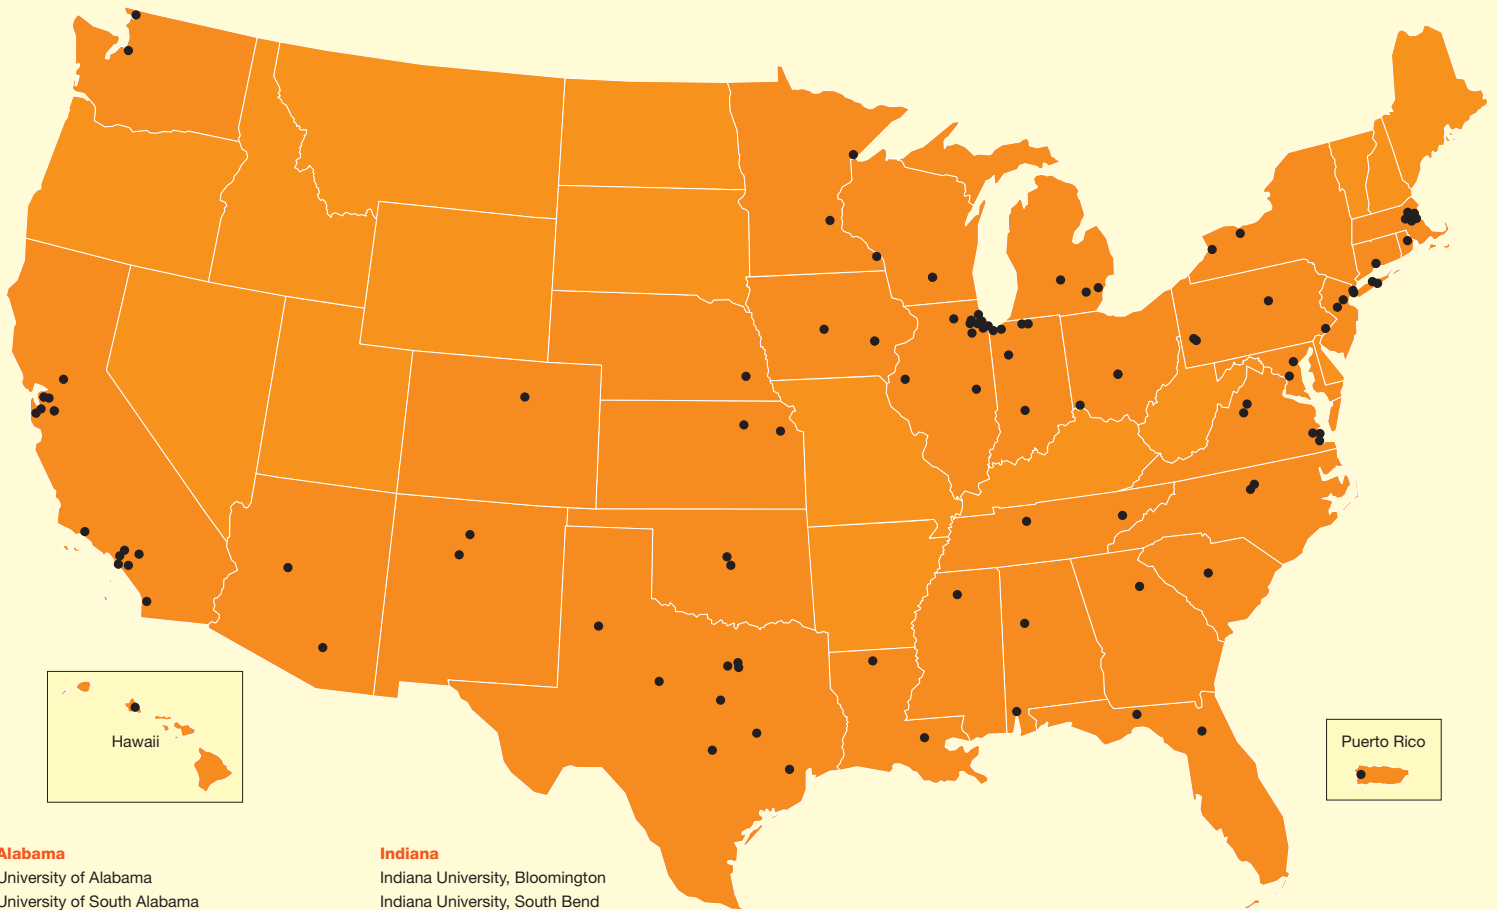 Hawaii
Puerto Rico
Alabama
University of Alabama
University of South Alabama
Indiana
Indiana University, Bloomington
Indiana University, South Bend